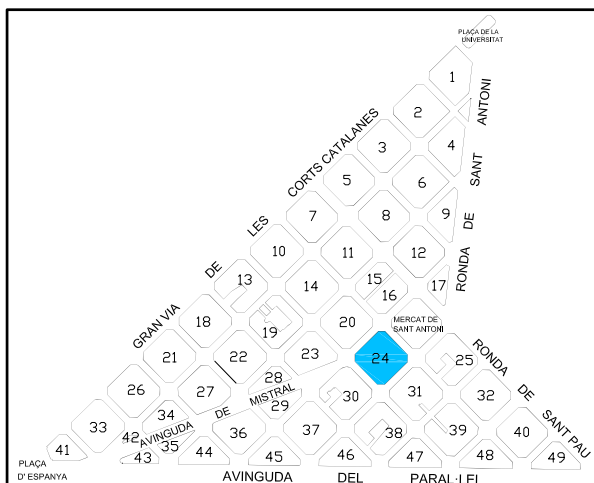 PLAÇA DE LA
UNIVERSITAT
1
ANTONI
2
CORTS CATALANES
3
4
SANT
5
6
7
8
9
DE
LES
10
11
12
RONDA
DE
13
14
15
16
17
GRAN VIA
18
19
20
MERCAT DE
SANT ANTONI
21
22
23
24
25
RONDA
26
27
28
MISTRAL
29
30
31
32
DE
33
34
DE
AVINGUDA
35
36
37
38
39
40
SANT PAU
41
42
43
44
45
46
47
48
49
PLAÇA
D' ESPANYA
AVINGUDA DEL PARAL·LEL